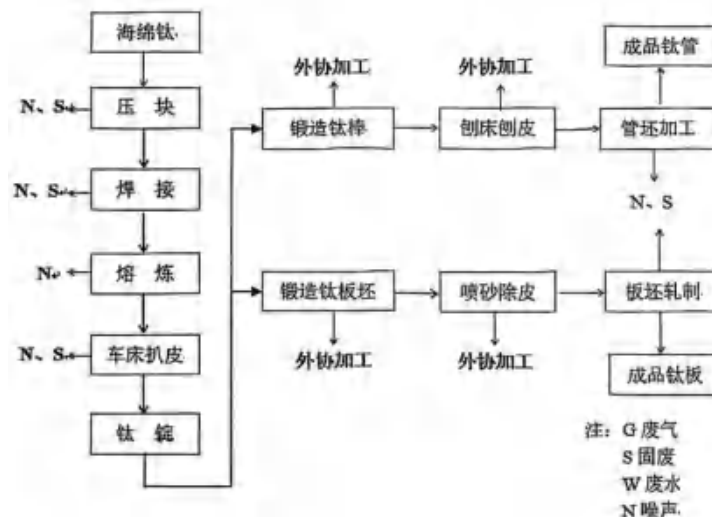 海绵钛
N、S
压 块
N、S
焊 接
N
熔 炼
N、S
车床扒皮
钛 锭
外协加工
外协加工
成品钛管
锻造钛棒
刨床刨皮
管坯加工
N、S
锻造钛板坯
喷砂除皮
板坯轧制
外协加工
外协加工
成品钛板
注：G 废气
S 固废
W 废水
N 噪声